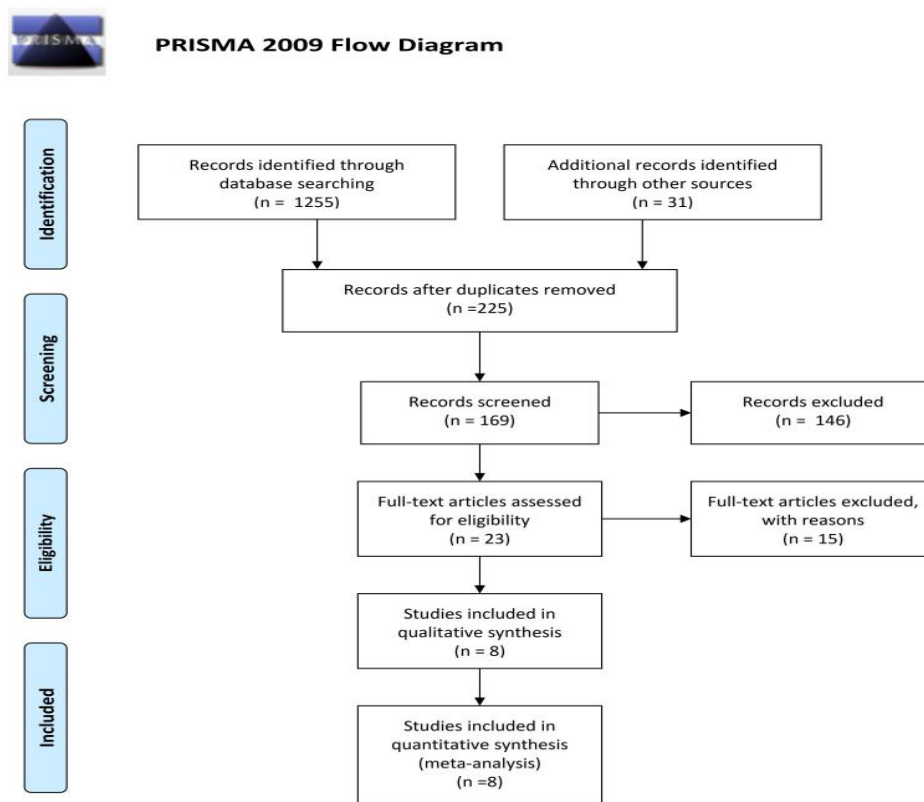 PRISMA
PRISMA 2009 Flow Diagram
Identification
Records identified through
database searching
(n = 1255)
Additional records identified
through other sources
(n = 31)
Records after duplicates removed
(n =225)
Screening
Records screened
(n = 169)
Records excluded
(n = 146)
Eligibility
Full-text articles assessed
for eligibility
(n = 23)
Full-text articles excluded,
with reasons
(n = 15)
Studies included in
qualitative synthesis
(n = 8)
Included
Studies included in
quantitative synthesis
(meta-analysis)
(n =8)